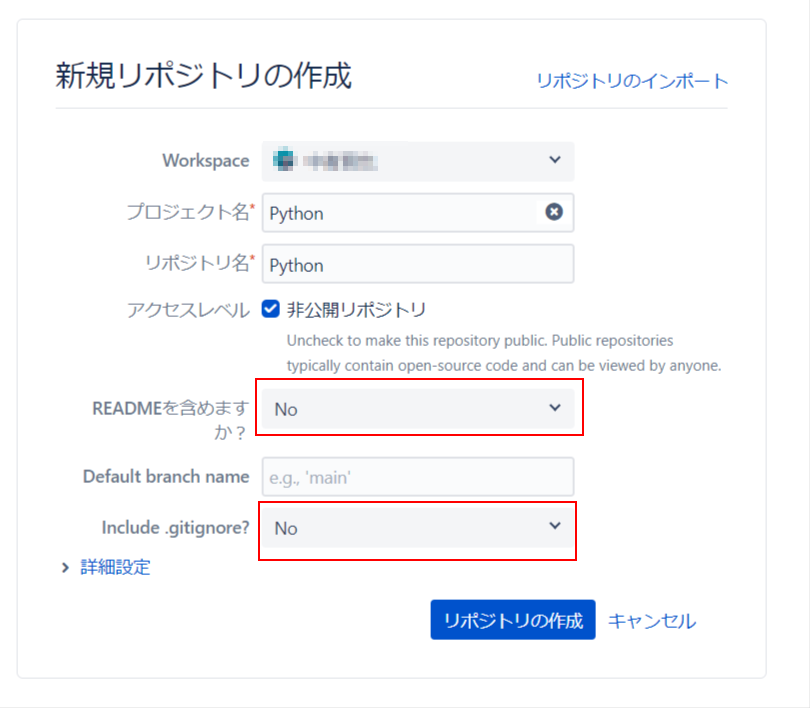 新規リポジトリの作成
リポジトリのインポート
Workspace
プロジェクト名*
Python
リポジトリ名*
Python
アクセスレベル
非公開リポジトリ
Uncheck to make this repository public. Public repositories
typically contain open-source code and can be viewed by anyone.
READMEを含めます
か？
No
Default branch name
e.g., 'main'
Include .gitignore?
No
詳細設定
リポジトリの作成
キャンセル